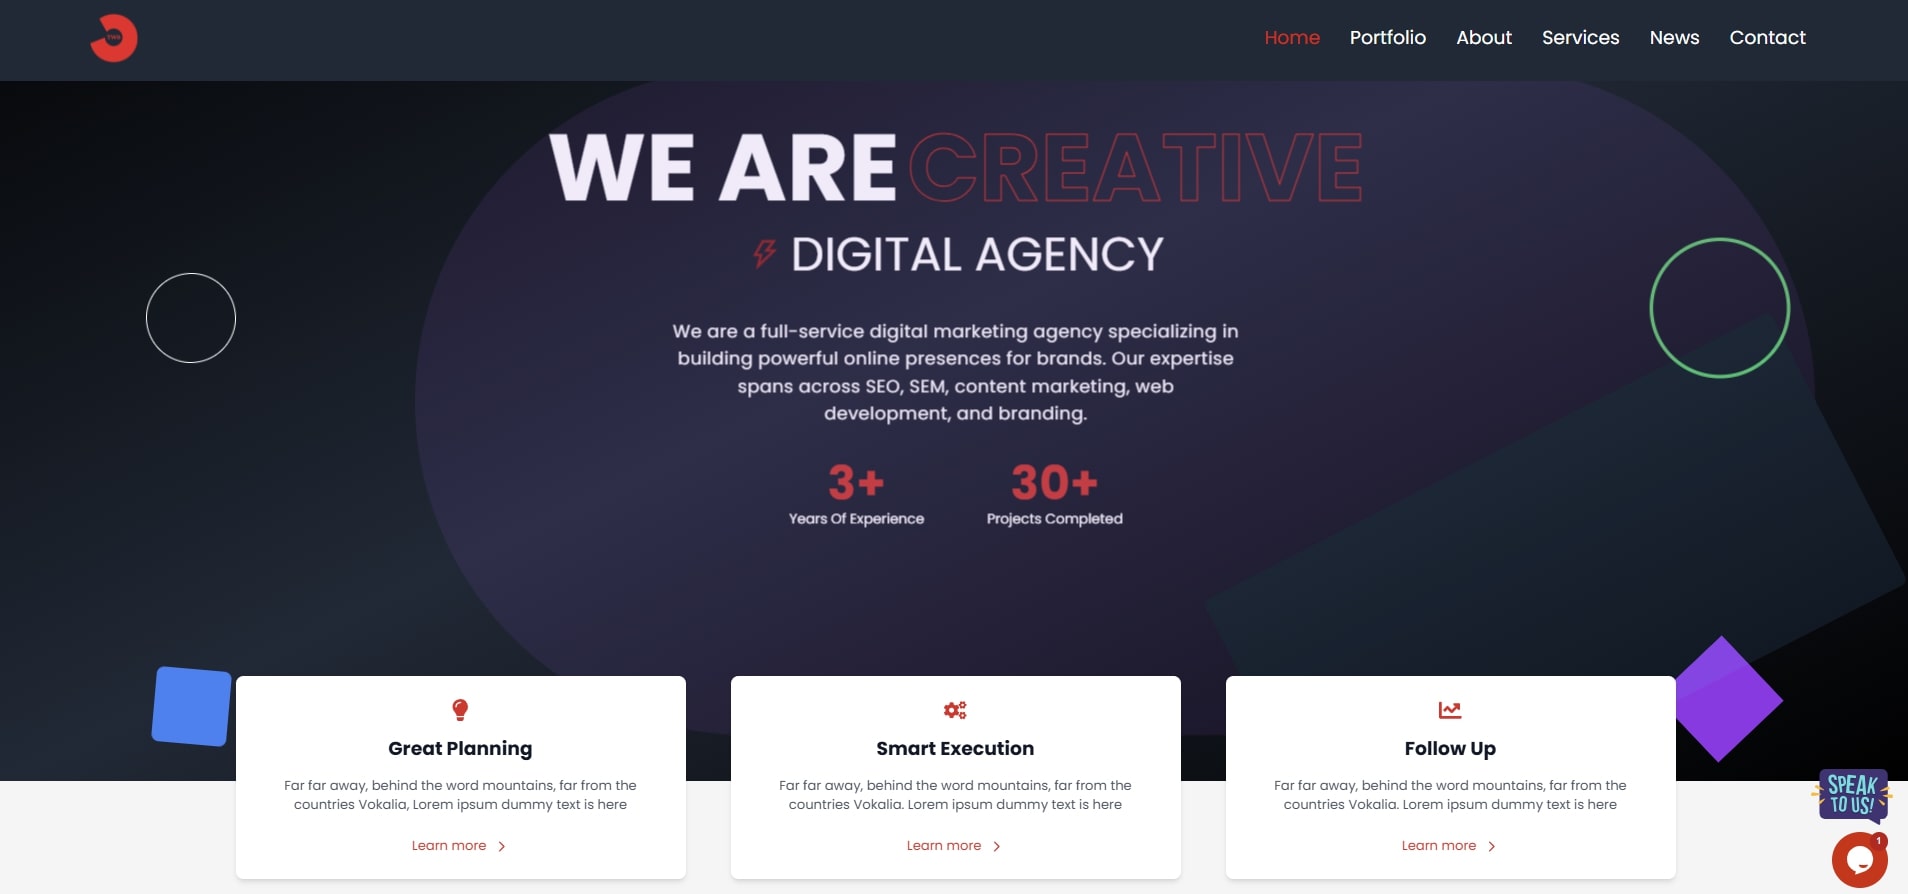 Home Portfolio About Services News Contact
WE ARE CREATIVE
DIGITAL AGENCY
We are a full-service digital marketing agency specializing in
building powerful online presences for brands. Our expertise
spans across SEO, SEM, content marketing, web
development, and branding.
3+
Years Of Experience
30+
Projects Completed
Great Planning
Far far away, behind the word mountains, far from the
countries Vokalia, Lorem ipsum dummy text is here
Learn more
Smart Execution
Far far away, behind the word mountains, far from the
countries Vokalia. Lorem ipsum dummy text is here
Learn more
Follow Up
Far far away, behind the word mountains, far from the
countries Vokalia. Lorem ipsum dummy text is here
Learn more
SPEAK
TO US!
1